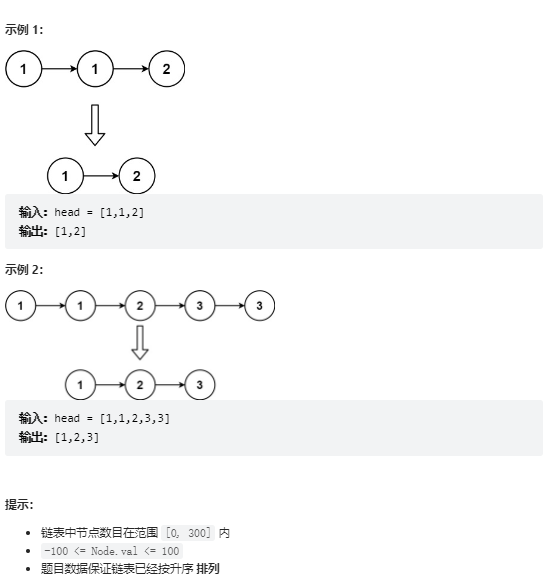 示例 1：
1 1 2
1 2
输入：head = [1,1,2]
输出：[1,2]
示例 2：
1 1 2 3 3
1 2 3
输入：head = [1,1,2,3,3]
输出：[1,2,3]
提示：
• 链表中节点数目在范围 [0, 300] 内
• -100 <= Node.val <= 100
• 题目数据保证链表已经按升序 排列